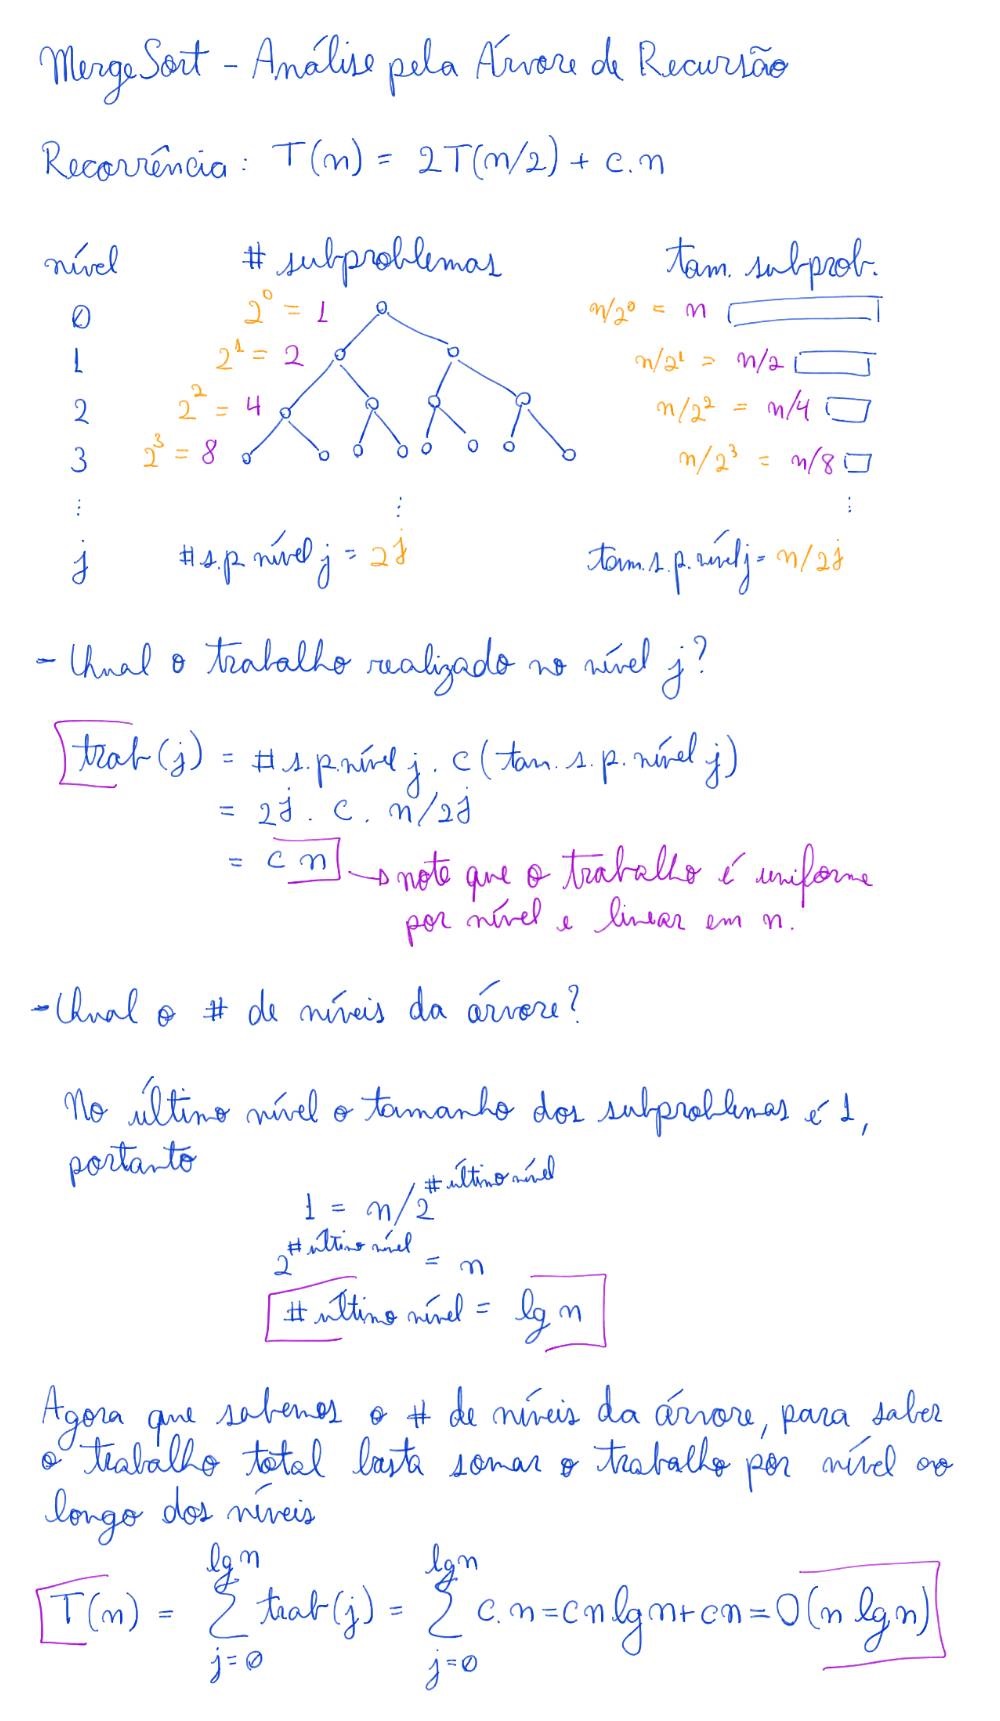 MergeSort - Análise pela Árvore de Recursão
Recorrência: T(n) = 2T(n/2) + c.n
nível # subproblemas tam. subprob.
0 2^0 = 1 n/2^0 = n
1 2^1 = 2 n/2^1 = n/2
2 2^2 = 4 n/2^2 = n/4
3 2^3 = 8 n/2^3 = n/8
⋮ ⋮ ⋮
j #s.p. nível j = 2^j tam. s.p. nível j = n/2^j
- Qual o trabalho realizado no nível j?
trab(j) = # s.p. nível j . c(tam. s.p. nível j)
= 2^j . c . n/2^j
= c n → note que o trabalho é uniforme
por nível e linear em n.
- Qual o # de níveis da árvore?
No último nível o tamanho dos subproblemas é 1,
portanto
1 = n/2^# último nível
2^# último nível = n
# último nível = lg n
Agora que sabemos o # de níveis da árvore, para saber
o trabalho total basta somar o trabalho por nível ao
longo dos níveis
lg n lg n
T(n) = Σ trab(j) = Σ c.n = cn lg n + cn = O(n lg n)
j=0 j=0